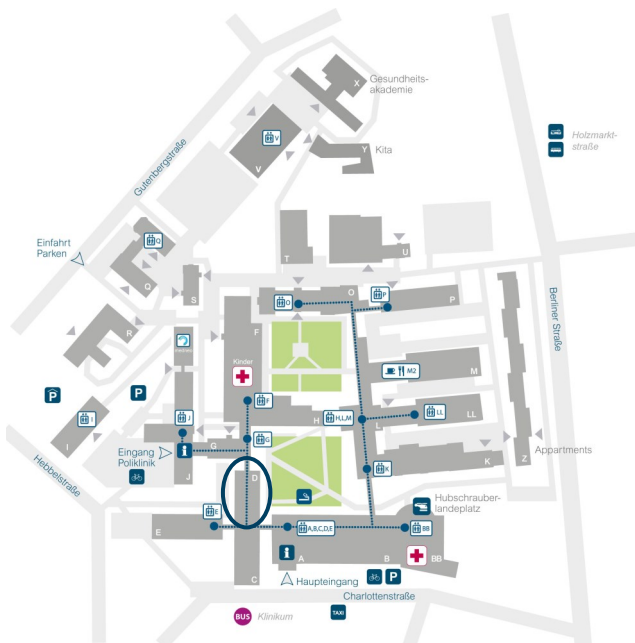 X
Gesundheits-
akademie
V
V
Y
Kita
Holzmarkt-
straße
Gutenbergstraße
Einfahrt
Parken
Q
Q
S
T
U
O
O
P
P
Berliner Straße
R
F
Kinder
M2
M
P
P
I
I
J
F
H,L,M
H
L
LL
LL
Eingang
Poliklinik
i
G
G
K
K
Z
Appartments
Hebbelstraße
J
D
Hubschrauber-
landeplatz
E
E
A,B,C,D,E
BB
i
A
B
BB
C
Haupteingang
P
Charlottenstraße
BUS
Klinikum
TAXI